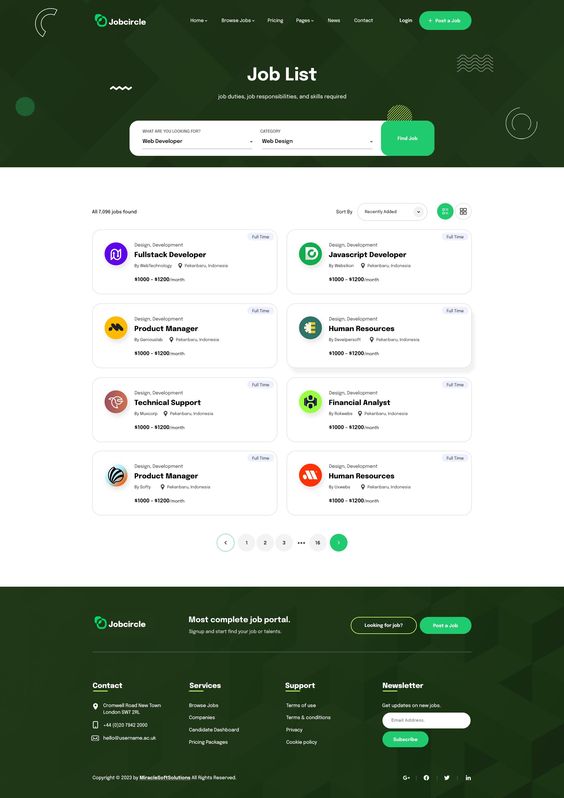 Jobcircle
Home Browse Jobs Pricing Pages News Contact Login + Post a Job
Job List
job duties, job responsibilities, and skills required
WHAT ARE YOU LOOKING FOR? CATEGORY
Web Developer Web Design Find Job
All 7,096 jobs found Sort By Recently Added
Full Time
Design, Development
Fullstack Developer
By WebTechnology Pekanbaru, Indonesia
$1000 - $1200/month
Full Time
Design, Development
Javascript Developer
Pekanbaru, Indonesia
$1000 - $1200/month
Full Time
Design, Development
Product Manager
By Geniouslab Pekanbaru, Indonesia
$1000 - $1200/month
Full Time
Design, Development
Human Resources
By Develpersoft Pekanbaru, Indonesia
$1000 - $1200/month
Full Time
Design, Development
Technical Support
By Muxcorp Pekanbaru, Indonesia
$1000 - $1200/month
Full Time
Design, Development
Financial Analyst
By Rokwebs Pekanbaru, Indonesia
$1000 - $1200/month
Full Time
Design, Development
Product Manager
By Softy Pekanbaru, Indonesia
$1000 - $1200/month
Full Time
Design, Development
Human Resources
By Uxweby Pekanbaru, Indonesia
$1000 - $1200/month
< 1 2 3 ••• 16 >
Jobcircle
Most complete job portal.
Signup and start find your job or talents.
Looking for job? Post a Job
Contact
Cromwell Road New Town
London SW7 2RL
+44 (0)20 7942 2000
hello@username.ac.uk
Services
Browse Jobs
Companies
Candidate Dashboard
Pricing Packages
Support
Terms of use
Terms & conditions
Privacy
Cookie policy
Newsletter
Get updates on new jobs.
Email Address
Subscribe
Copyright © 2023 by MiracleSoftSolutions All Rights Reserved.